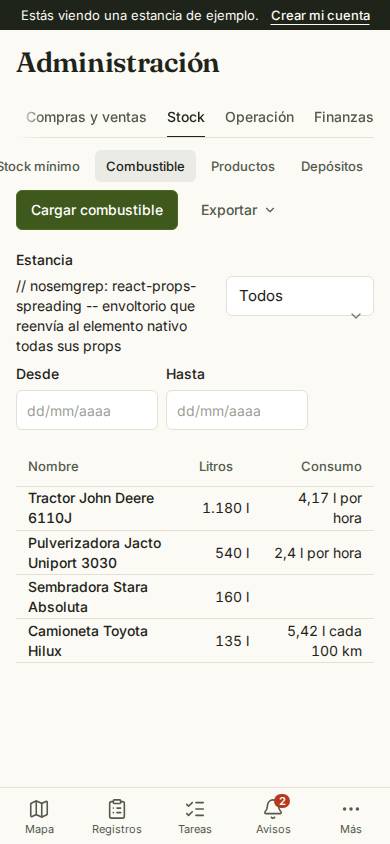 Estás viendo una estancia de ejemplo. Crear mi cuenta
Administración
Compras y ventas Stock Operación Finanzas
Stock mínimo Combustible Productos Depósitos
Cargar combustible Exportar
Estancia
// nosemgrep: react-props-
spreading -- envoltorio que
reenvía al elemento nativo
todas sus props
Todos
Desde Hasta
dd/mm/aaaa dd/mm/aaaa
Nombre Litros Consumo
Tractor John Deere
6110J
1.180 l
4,17 l por
hora
Pulverizadora Jacto
Uniport 3030
540 l
2,4 l por hora
Sembradora Stara
Absoluta
160 l
Camioneta Toyota
Hilux
135 l
5,42 l cada
100 km
2
Mapa Registros Tareas Avisos Más